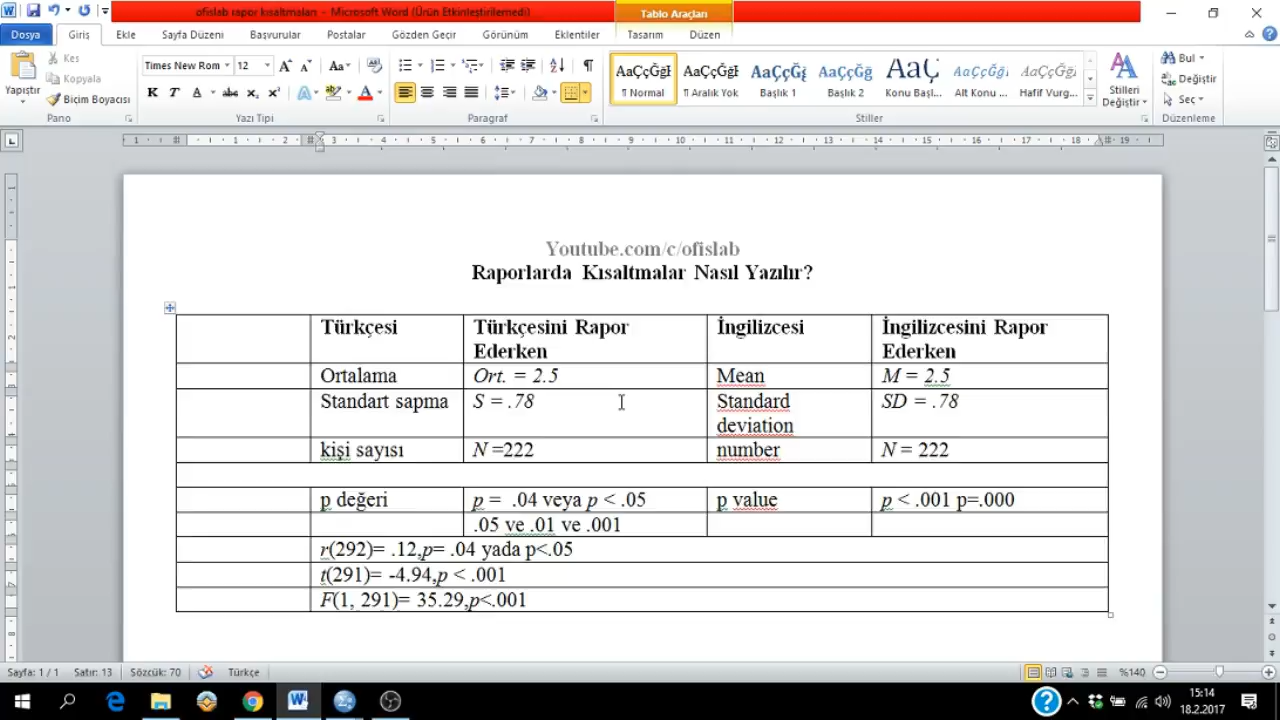 ofislab rapor kısaltmaları - Microsoft Word (Ürün Etkinleştirilemedi)
Tablo Araçları
Dosya Giriş Ekle Sayfa Düzeni Başvurular Postalar Gözden Geçir Görünüm Eklentiler Tasarım Düzen
Yapıştır
Kes
Kopyala
Biçim Boyacısı
Pano
Times New Rom 12
Yazı Tipi
Paragraf
AaÇçĞğİ AaÇçĞğİ AaÇçĞğ AaÇçĞğ AaÇ AaÇçĞğİ AaÇçĞğİ
¶ Normal ¶ Aralık Yok Başlık 1 Başlık 2 Konu Başl... Alt Konu ... Hafif Vurg...
Stilleri Değiştir
Stiller
Bul
Değiştir
Seç
Düzenleme
Youtube.com/c/ofislab
Raporlarda Kısaltmalar Nasıl Yazılır?
Türkçesi Türkçesini Rapor İngilizcesi İngilizcesini Rapor
Ederken Ederken
Ortalama Ort. = 2.5 Mean M = 2.5
Standart sapma S = .78 Standard SD = .78
deviation
kişi sayısı N =222 number N = 222
p değeri p = .04 veya p < .05 p value p < .001 p=.000
.05 ve .01 ve .001
r(292)= .12,p= .04 yada p<.05
t(291)= -4.94,p < .001
F(1, 291)= 35.29,p<.001
Sayfa: 1 / 1 Satır: 13 Sözcük: 70 Türkçe %140
15:14
18.2.2017